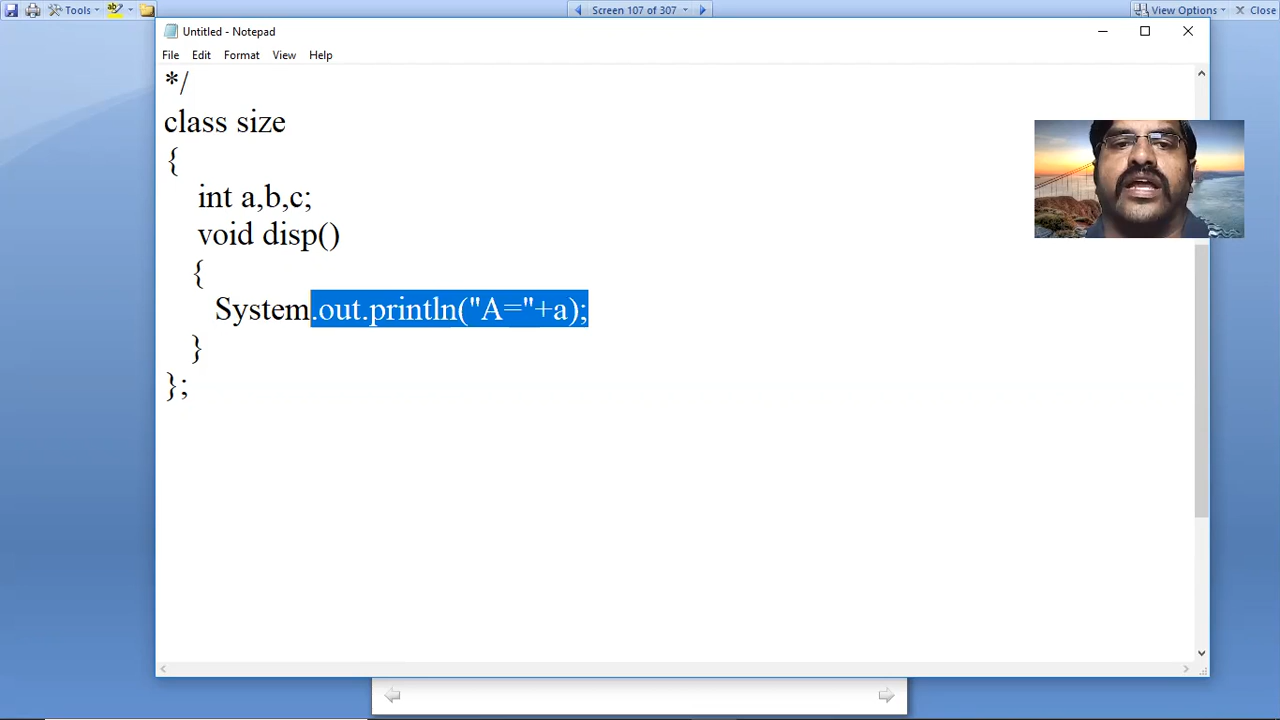 Tools
Screen 107 of 307
View Options
Close
Untitled - Notepad
File Edit Format View Help
*/
class size
{
int a,b,c;
void disp()
{
System.out.println("A="+a);
}
};